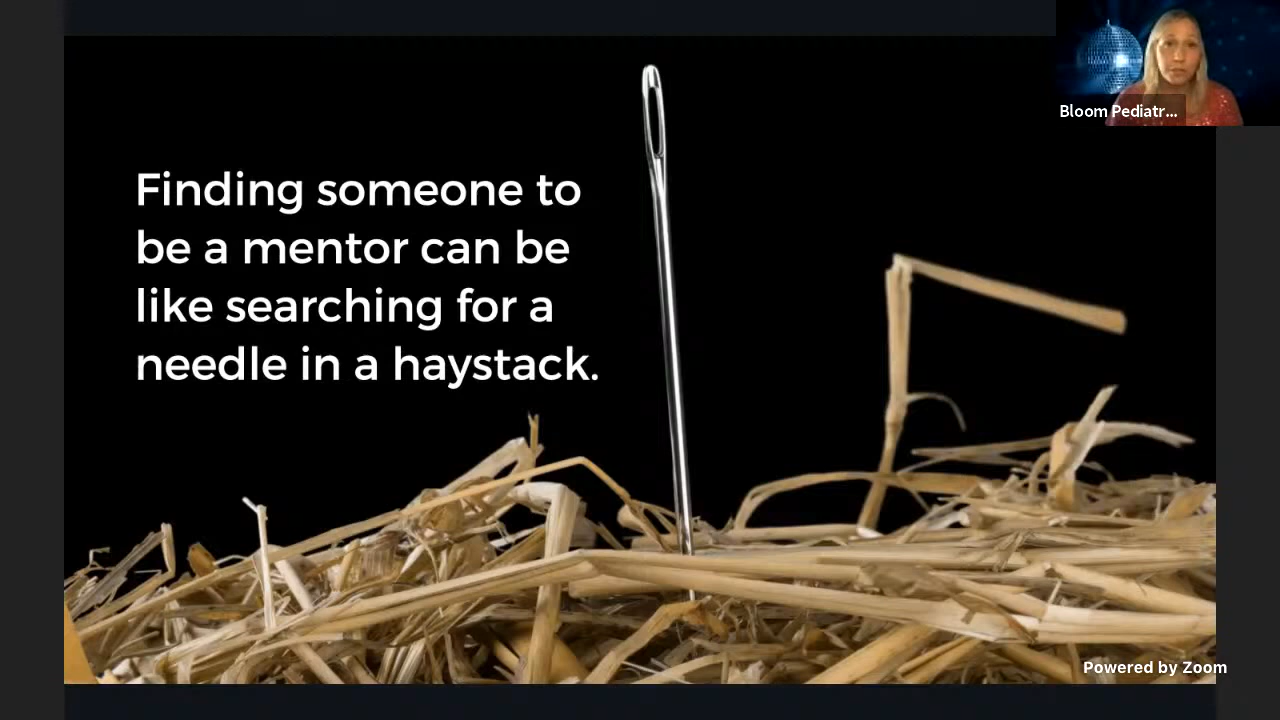 Bloom Pediatr...
Finding someone to
be a mentor can be
like searching for a
needle in a haystack.
Powered by Zoom